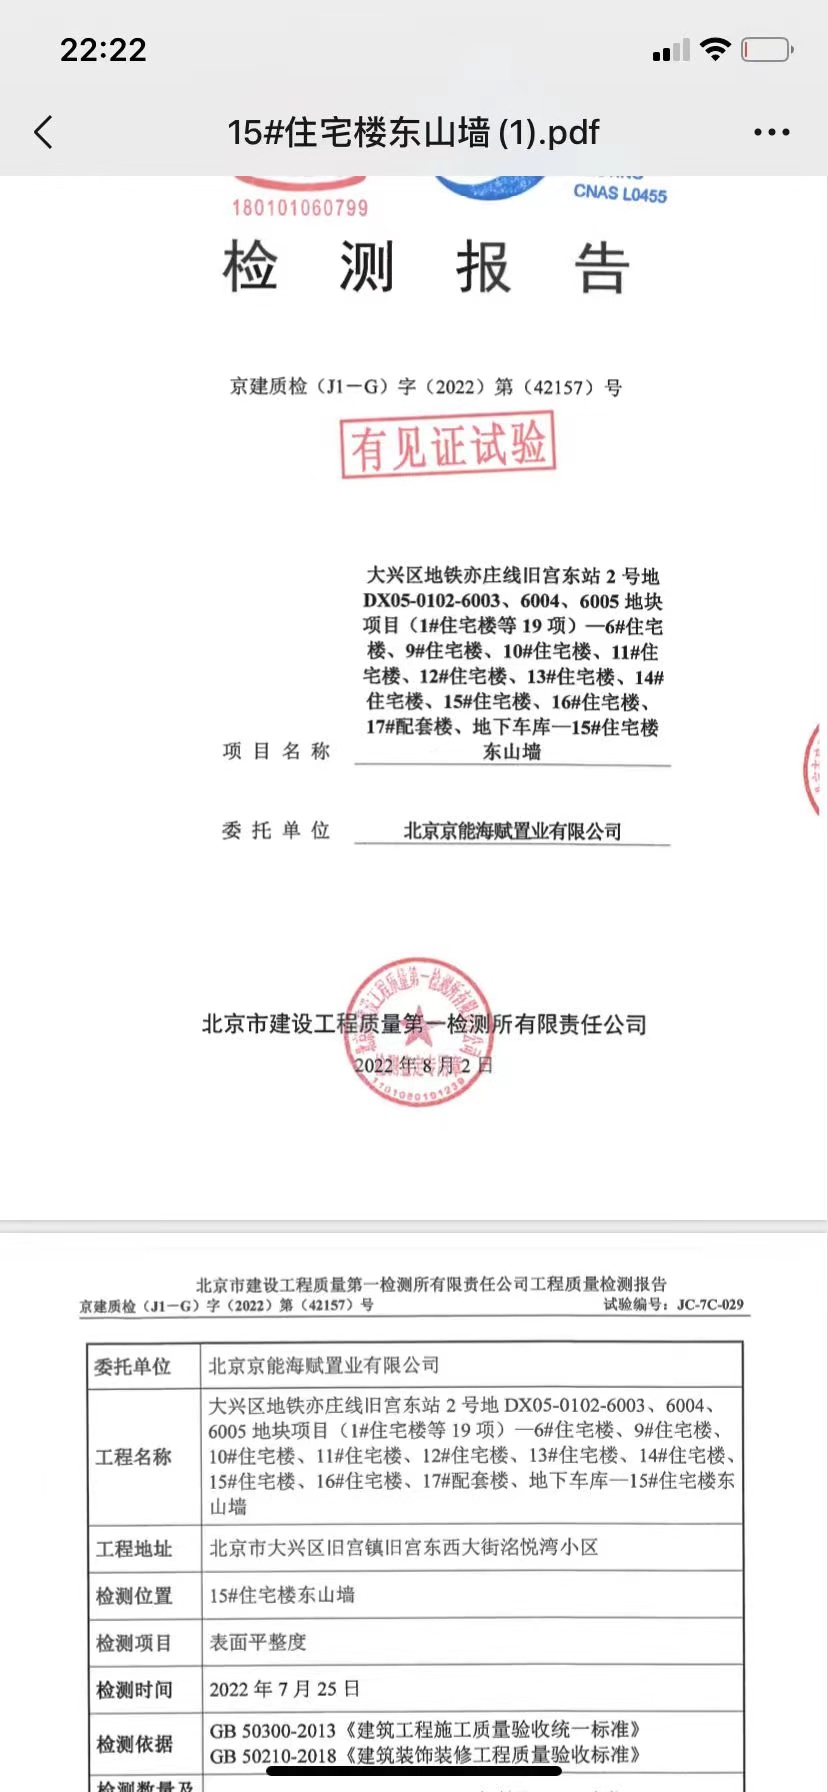 22:22
15#住宅楼东山墙(1).pdf
180101060799
CNAS L0455
检测报告
京建质检（J1－G）字（2022）第（42157）号
有见证试验
大兴区地铁亦庄线旧宫东站 2 号地
DX05-0102-6003、6004、6005 地块
项目（1#住宅楼等 19 项）—6#住宅
楼、9#住宅楼、10#住宅楼、11#住
宅楼、12#住宅楼、13#住宅楼、14#
住宅楼、15#住宅楼、16#住宅楼、
17#配套楼、地下车库—15#住宅楼
项目名称 东山墙
委托单位 北京京能海赋置业有限公司
北京市建设工程质量第一检测所有限责任公司
2022 年 8 月 2 日
检测鉴定专用章
1101080101239
北京市建设工程质量第一检测所有限责任公司工程质量检测报告
京建质检（J1－G）字（2022）第（42157）号 试验编号：JC-7C-029
委托单位 北京京能海赋置业有限公司
工程名称 大兴区地铁亦庄线旧宫东站 2 号地 DX05-0102-6003、6004、
6005 地块项目（1#住宅楼等 19 项）—6#住宅楼、9#住宅楼、
10#住宅楼、11#住宅楼、12#住宅楼、13#住宅楼、14#住宅楼、
15#住宅楼、16#住宅楼、17#配套楼、地下车库—15#住宅楼东
山墙
工程地址 北京市大兴区旧宫镇旧宫东西大街洺悦湾小区
检测位置 15#住宅楼东山墙
检测项目 表面平整度
检测时间 2022 年 7 月 25 日
检测依据 GB 50300-2013《建筑工程施工质量验收统一标准》
GB 50210-2018《建筑装饰装修工程质量验收标准》
检测数量及